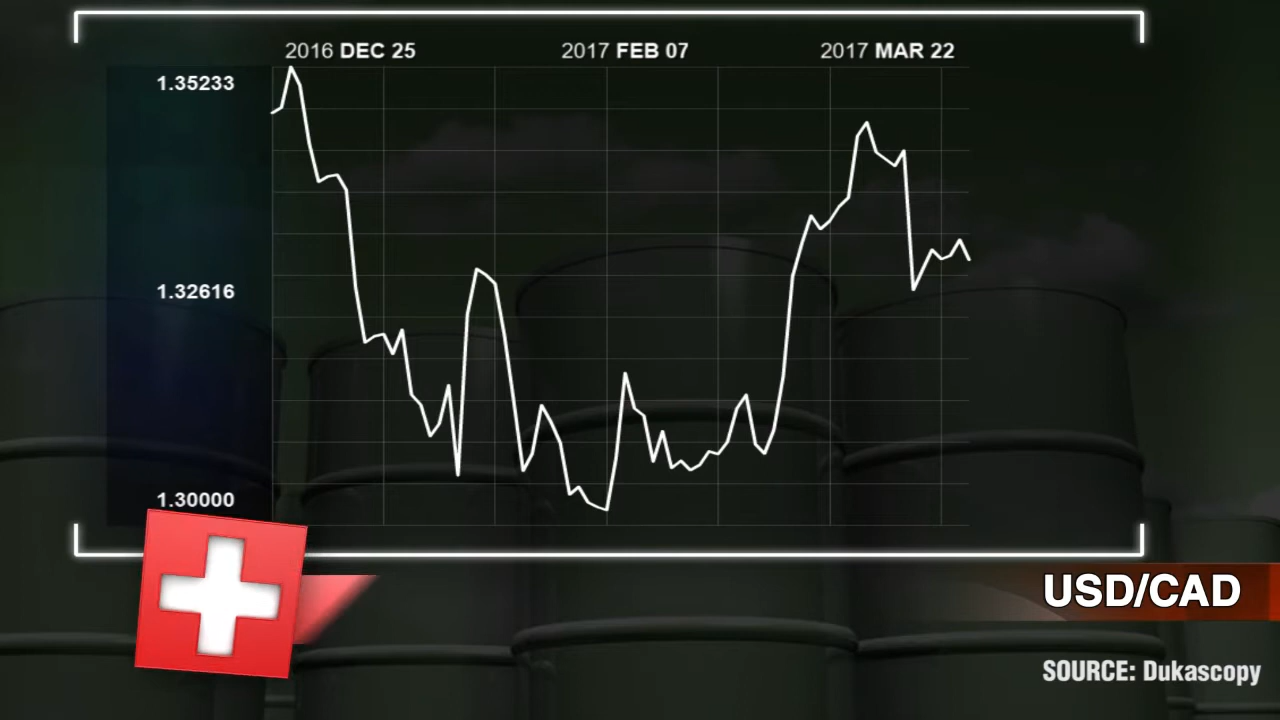 2016 DEC 25
2017 FEB 07
2017 MAR 22
1.35233
1.32616
1.30000
USD/CAD
SOURCE: Dukascopy